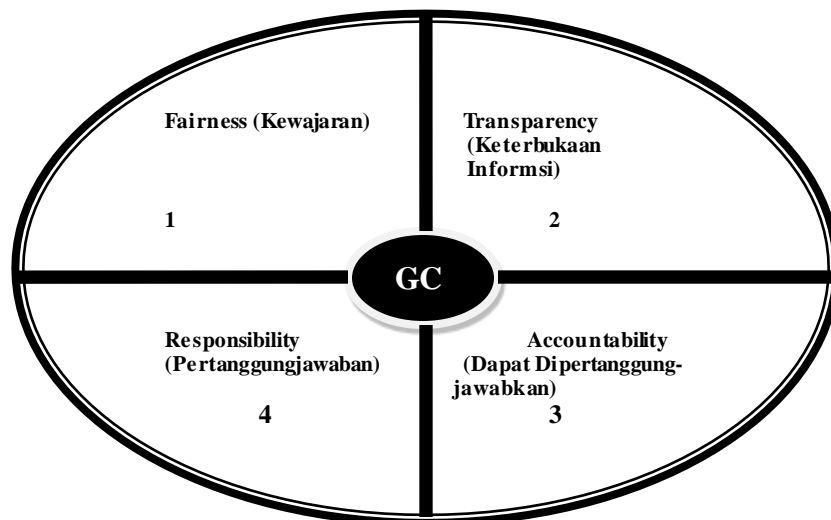 Fairness (Kewajaran)
1
Transparency
(Keterbukaan
Informsi)
2
GC
Responsibility
(Pertanggungjawaban)
4
Accountability
(Dapat Dipertanggung-
jawabkan)
3